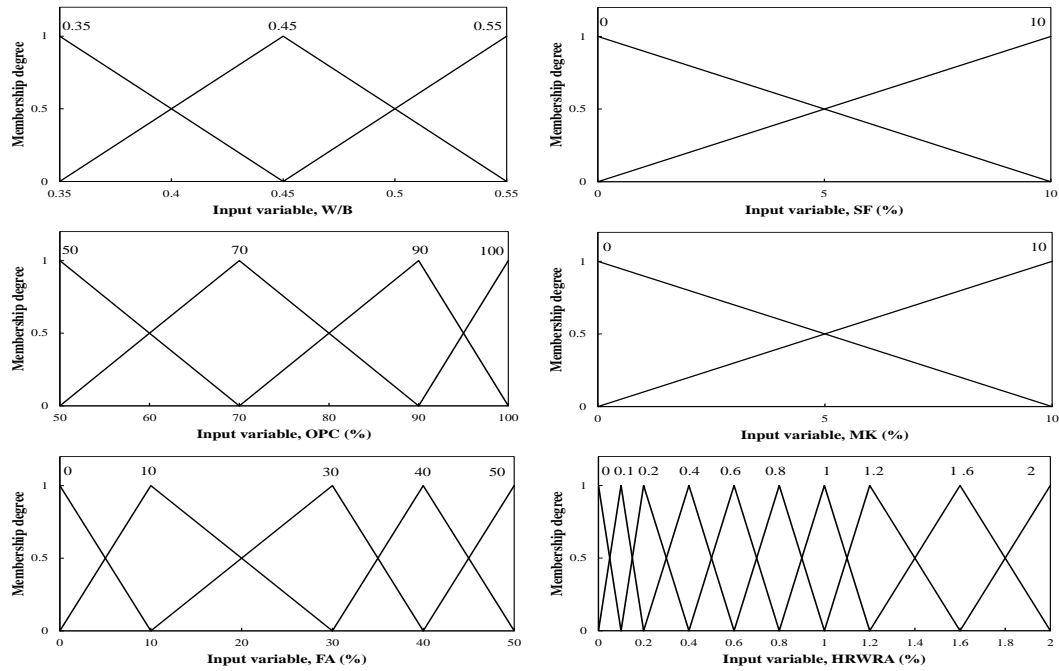 0.35 0.45 0.55
Membership degree
1
0.5
0
0.35 0.4 0.45 0.5 0.55
Input variable, W/B
0 10
Membership degree
1
0.5
0
0 5 10
Input variable, SF (%)
50 70 90 100
Membership degree
1
0.5
0
50 60 70 80 90 100
Input variable, OPC (%)
0 10
Membership degree
1
0.5
0
0 5 10
Input variable, MK (%)
0 10 30 40 50
Membership degree
1
0.5
0
0 10 20 30 40 50
Input variable, FA (%)
0 0.1 0.2 0.4 0.6 0.8 1 1.2 1.6 2
Membership degree
1
0.5
0
0 0.2 0.4 0.6 0.8 1 1.2 1.4 1.6 1.8 2
Input variable, HRWRA (%)